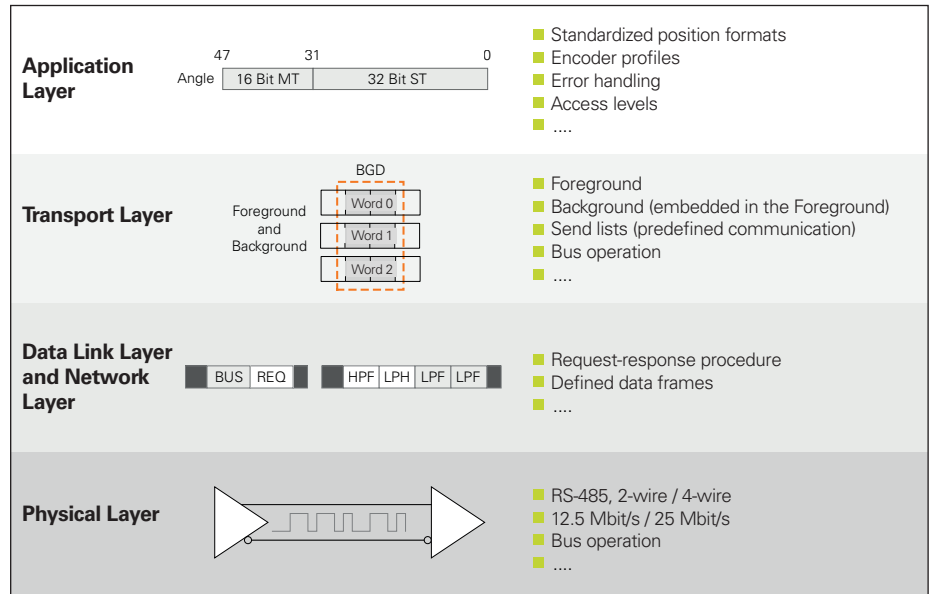 Application
Layer
47 31 0
Angle 16 Bit MT 32 Bit ST
Standardized position formats
Encoder profiles
Error handling
Access levels
....
Transport Layer
Foreground
and
Background
BGD
Word 0
Word 1
Word 2
Foreground
Background (embedded in the Foreground)
Send lists (predefined communication)
Bus operation
....
Data Link Layer
and Network
Layer
BUS REQ HPF LPH LPF LPF
Request-response procedure
Defined data frames
....
Physical Layer
RS-485, 2-wire / 4-wire
12.5 Mbit/s / 25 Mbit/s
Bus operation
....